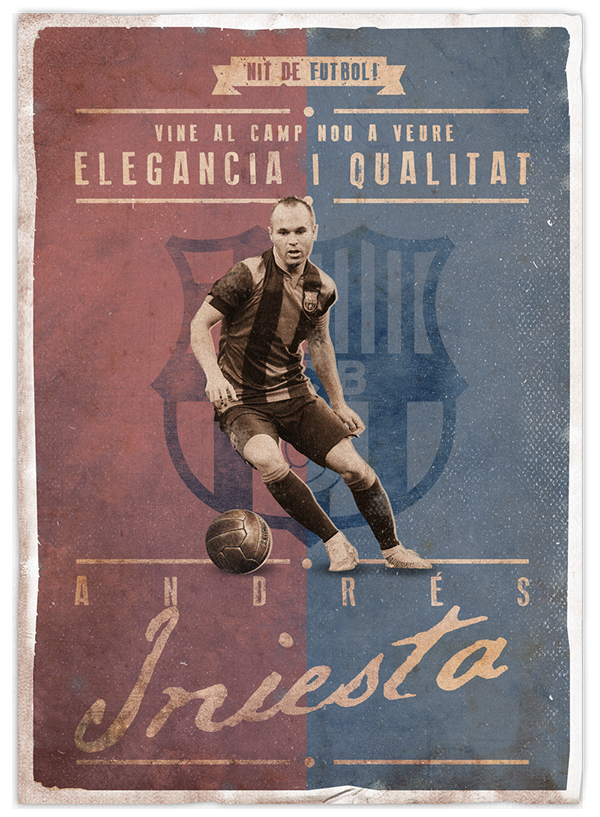 NIT DE FUTBOL!
VINE AL CAMP NOU A VEURE
ELEGANCIA I QUALITAT
B
ANDRÉS
Iniesta